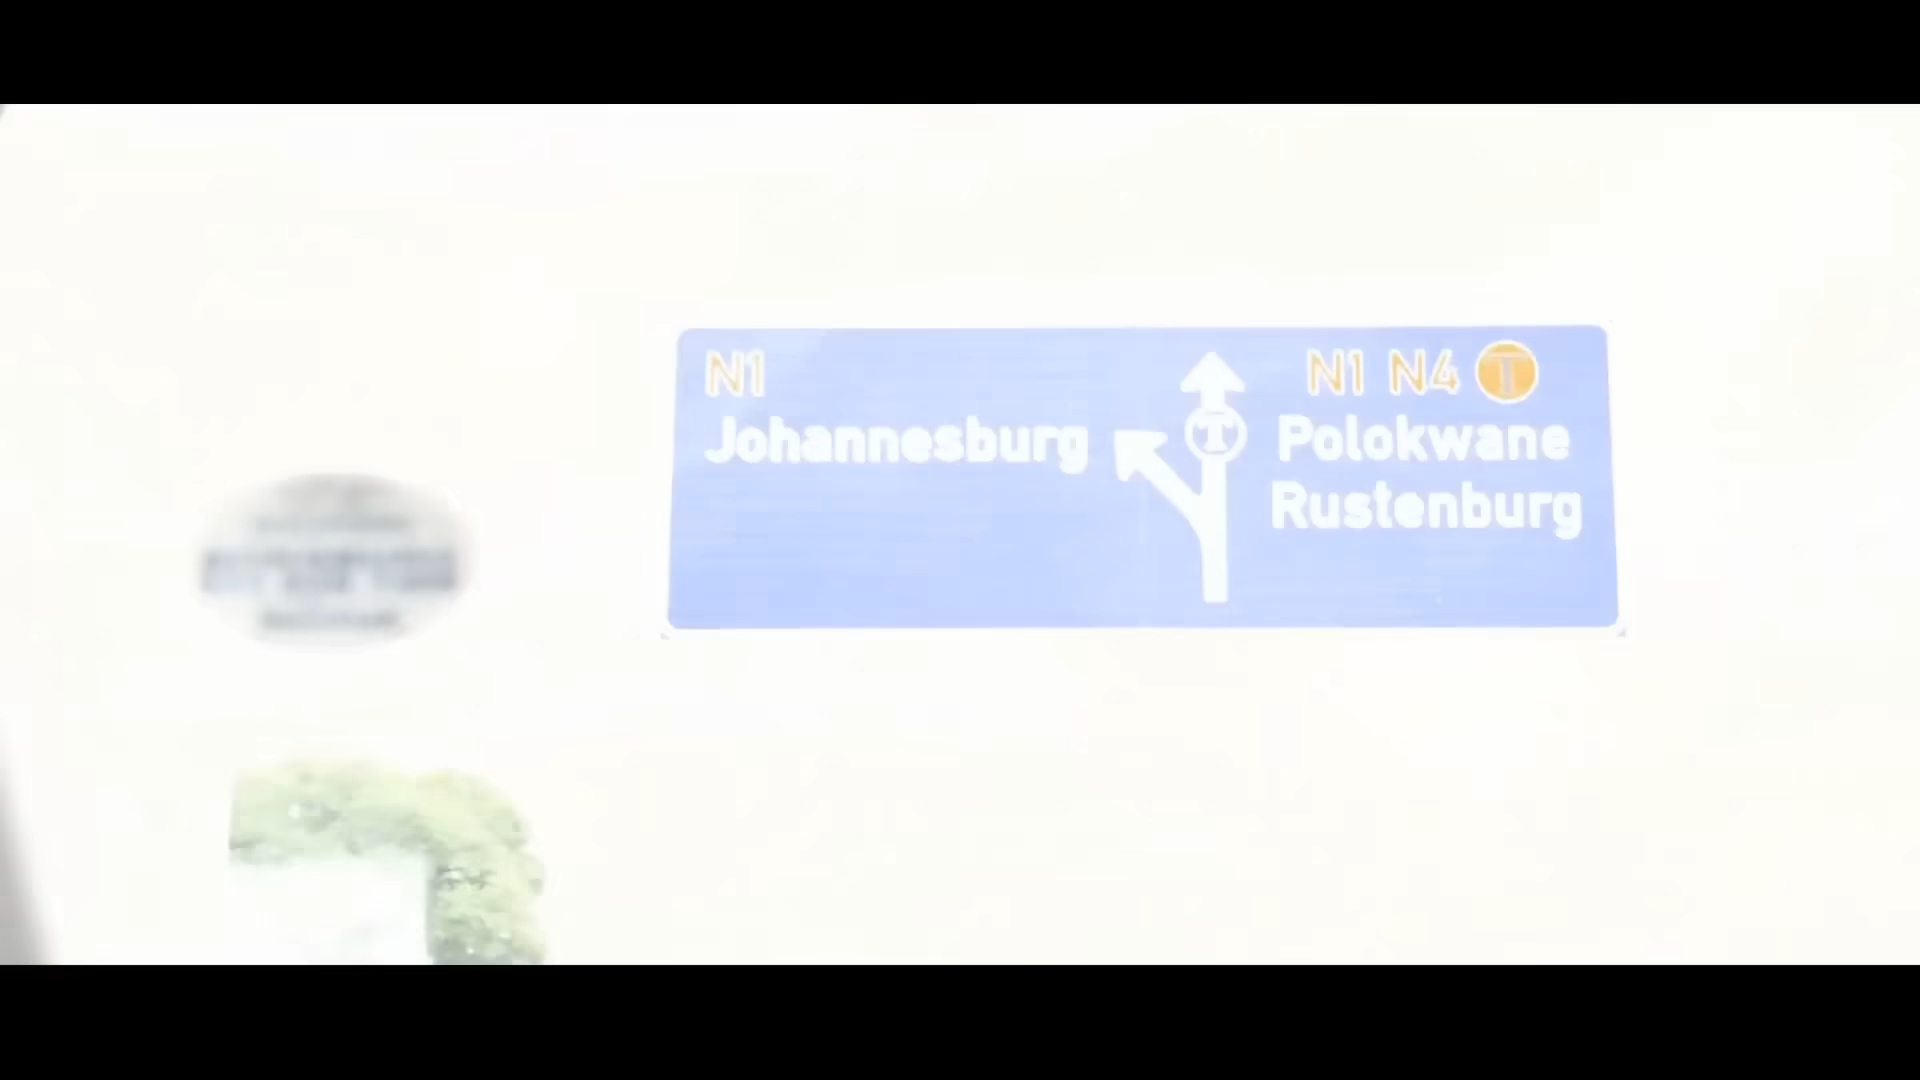 N1
Johannesburg
T
N1 N4 T
Polokwane
Rustenburg